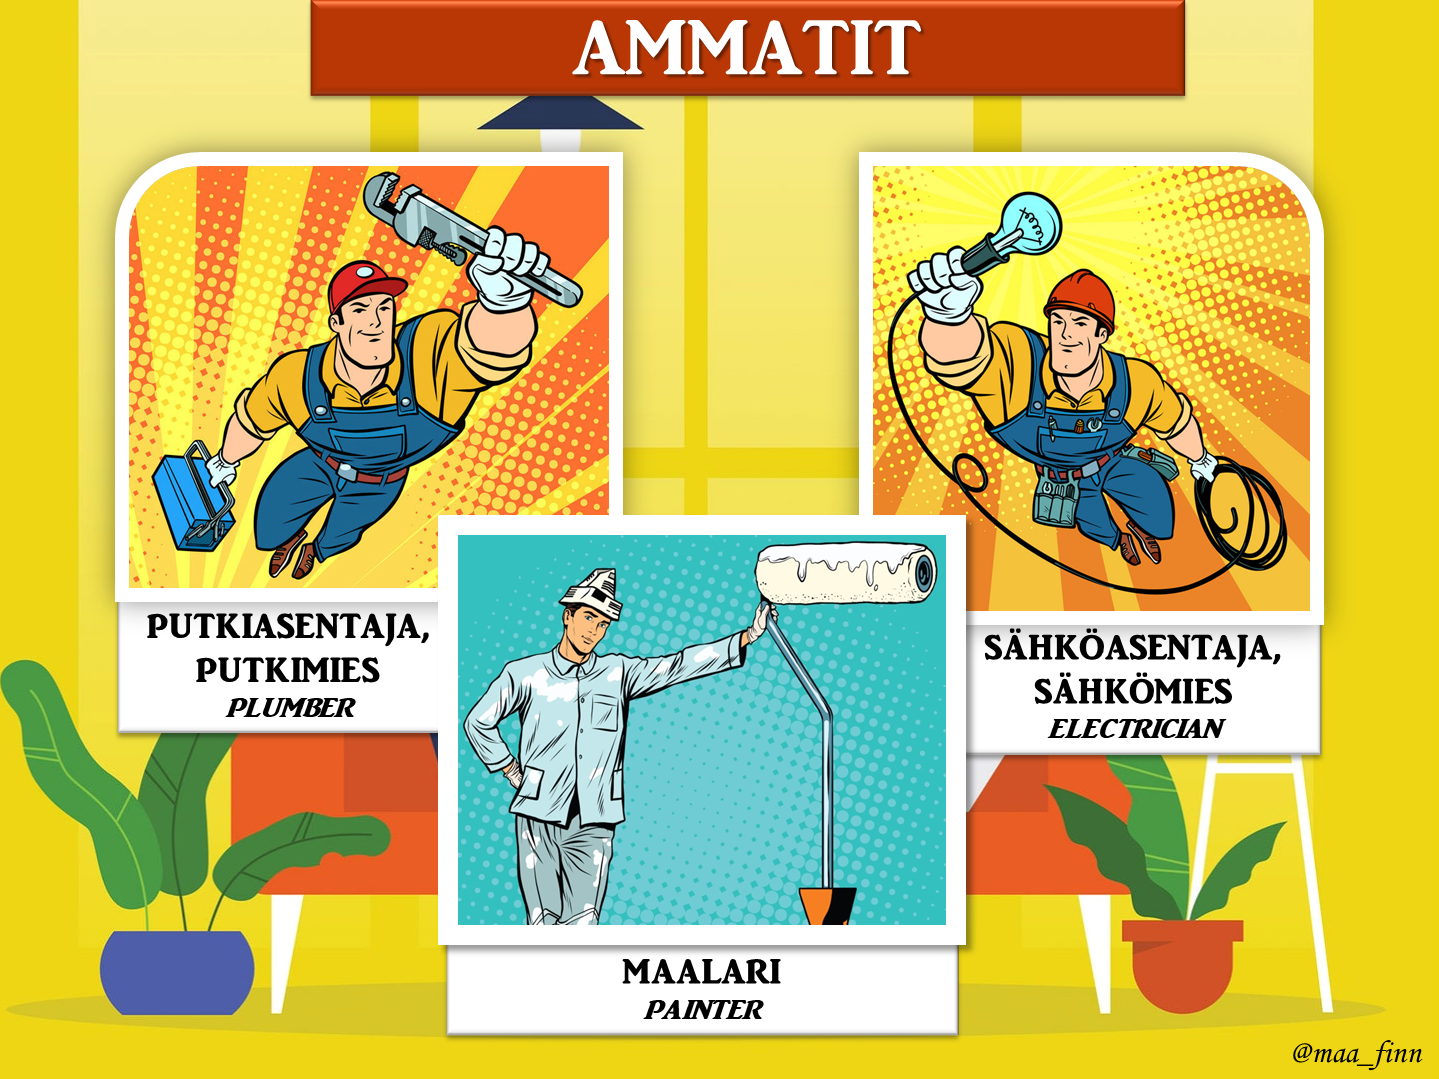 AMMATIT
PUTKIASENTAJA,
PUTKIMIES
PLUMBER
SÄHKÖASENTAJA,
SÄHKÖMIES
ELECTRICIAN
MAALARI
PAINTER
@maa_finn